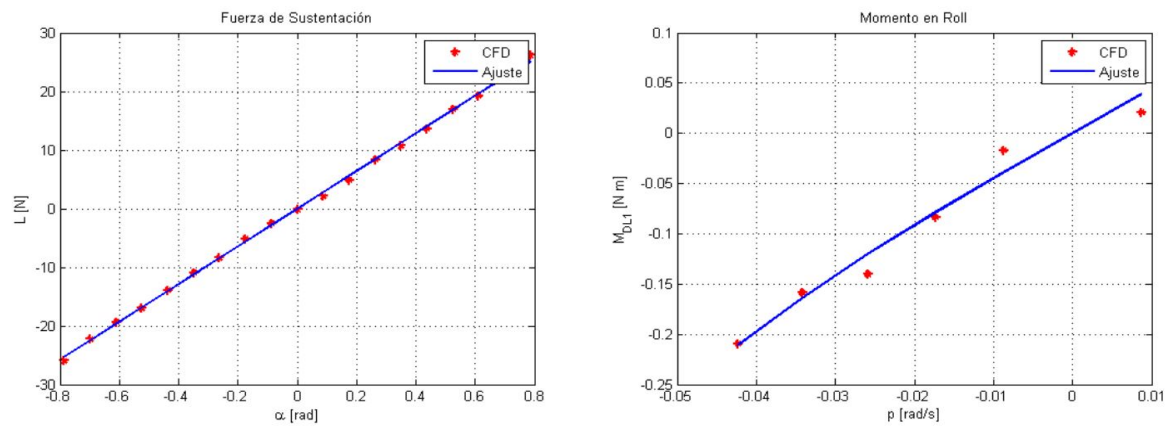 Fuerza de Sustentación
30
20
10
0
-10
-20
-30
L [N]
CFD
Ajuste
-0.8 -0.6 -0.4 -0.2 0 0.2 0.4 0.6 0.8
α [rad]
Momento en Roll
0.1
0.05
0
-0.05
-0.1
-0.15
-0.2
-0.25
M_DL1 [N m]
CFD
Ajuste
-0.05 -0.04 -0.03 -0.02 -0.01 0 0.01
p [rad/s]